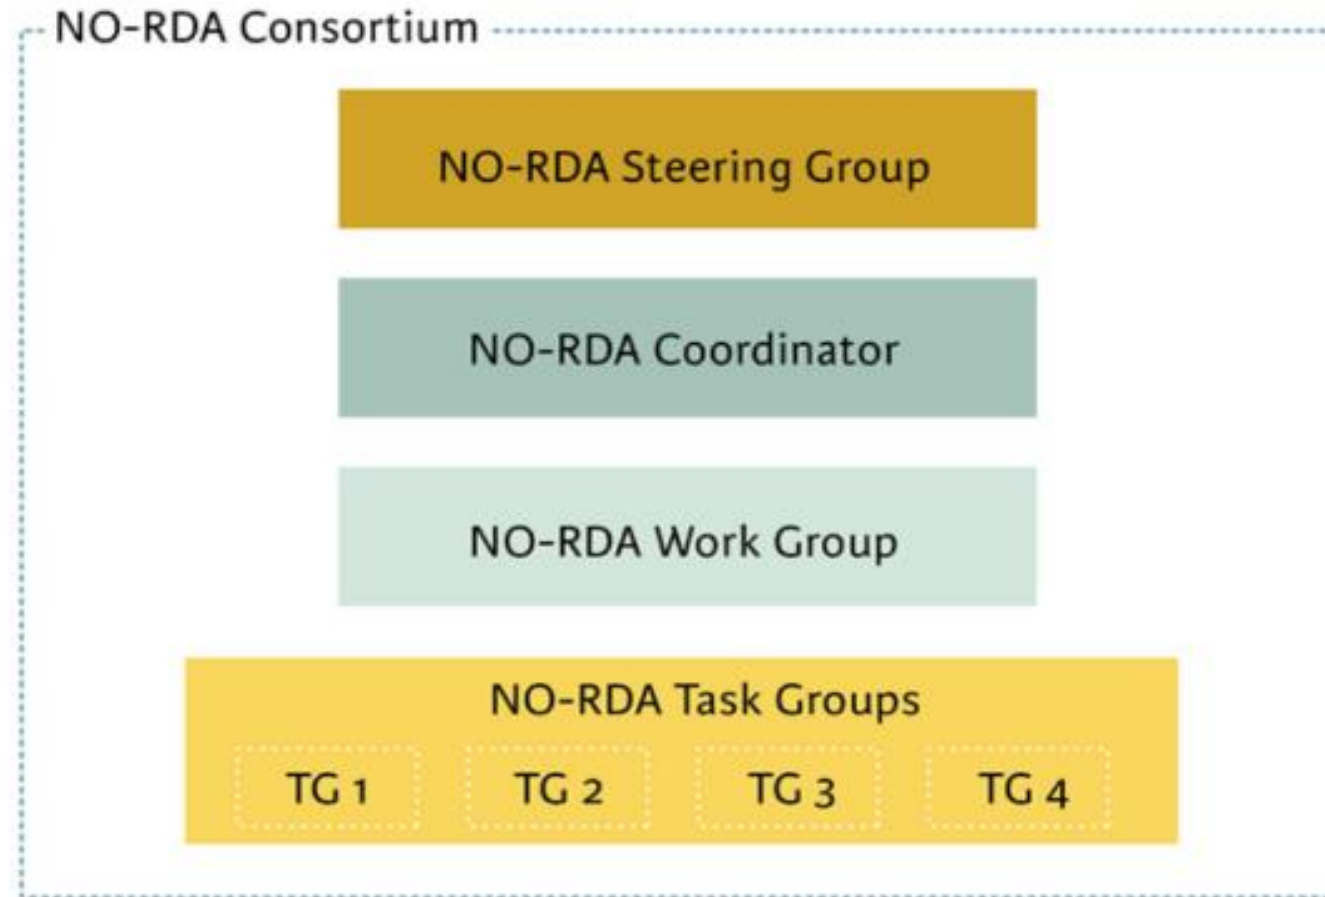 NO-RDA Consortium
NO-RDA Steering Group
NO-RDA Coordinator
NO-RDA Work Group
NO-RDA Task Groups
TG 1 TG 2 TG 3 TG 4